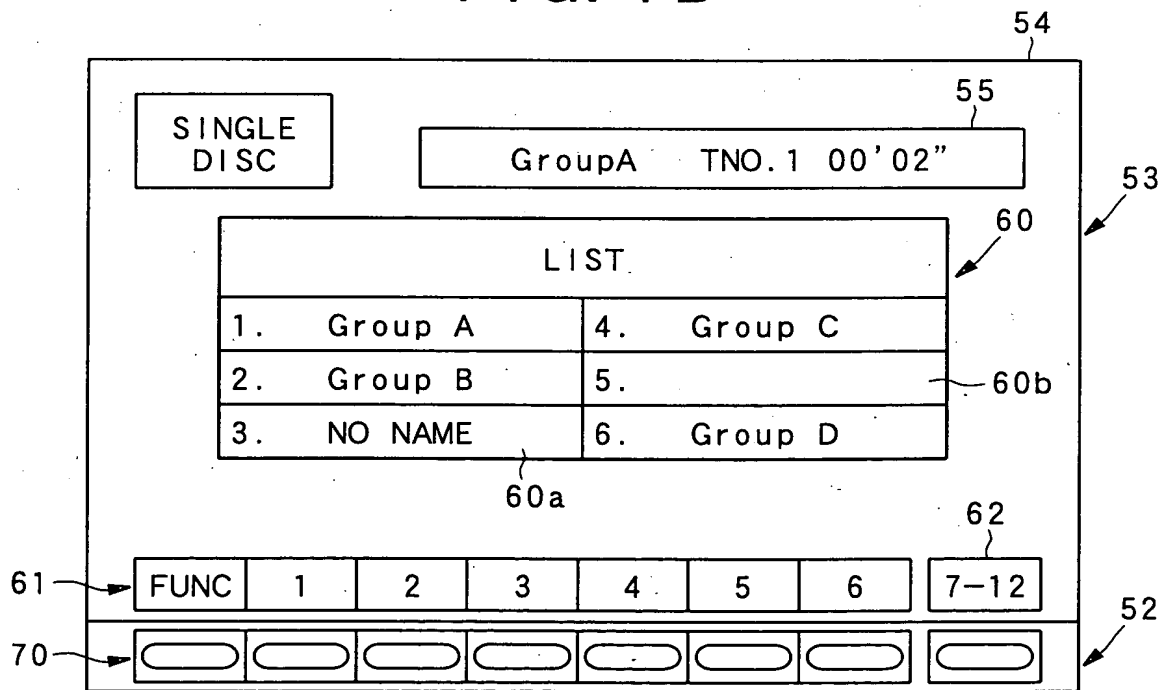 54
SINGLE
DISC
55
GroupA TNO.1 00'02"
53
60
LIST
1. Group A 4. Group C
2. Group B 5.
60b
3. NO NAME 6. Group D
60a
62
61
FUNC 1 2 3 4 5 6 7-12
52
70